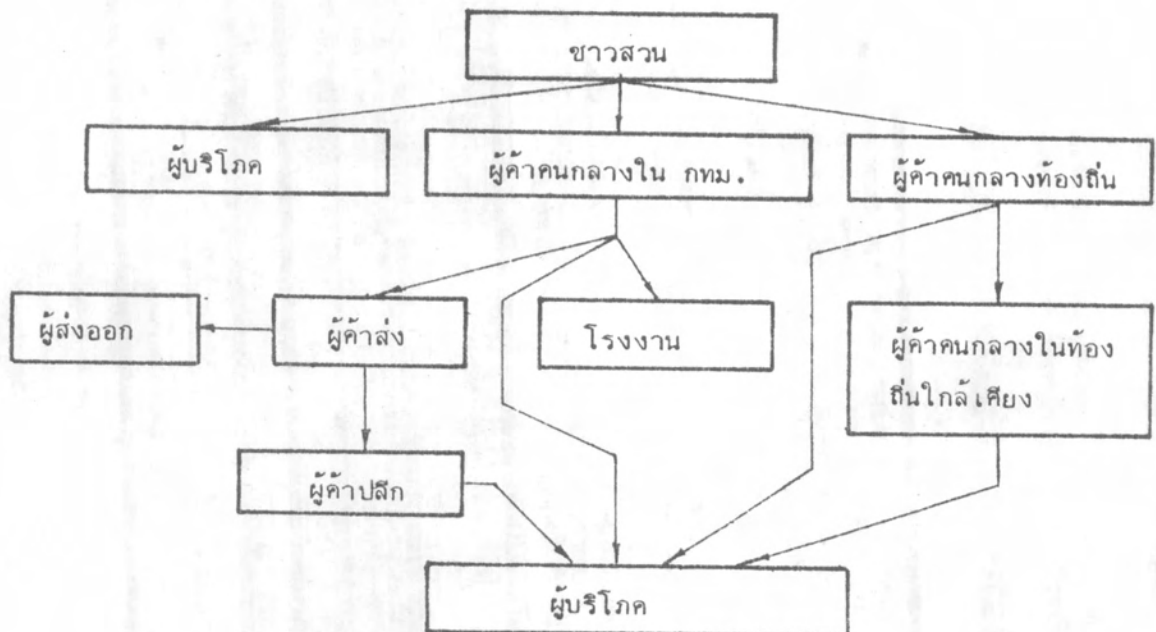 ชาวสวน
ผู้บริโภค
ผู้ค้าคนกลางใน กทม.
ผู้ค้าคนกลางท้องถิ่น
ผู้ส่งออก
ผู้ค้าส่ง
โรงงาน
ผู้ค้าคนกลางในท้อง
ถิ่นใกล้เคียง
ผู้ค้าปลีก
ผู้บริโภค